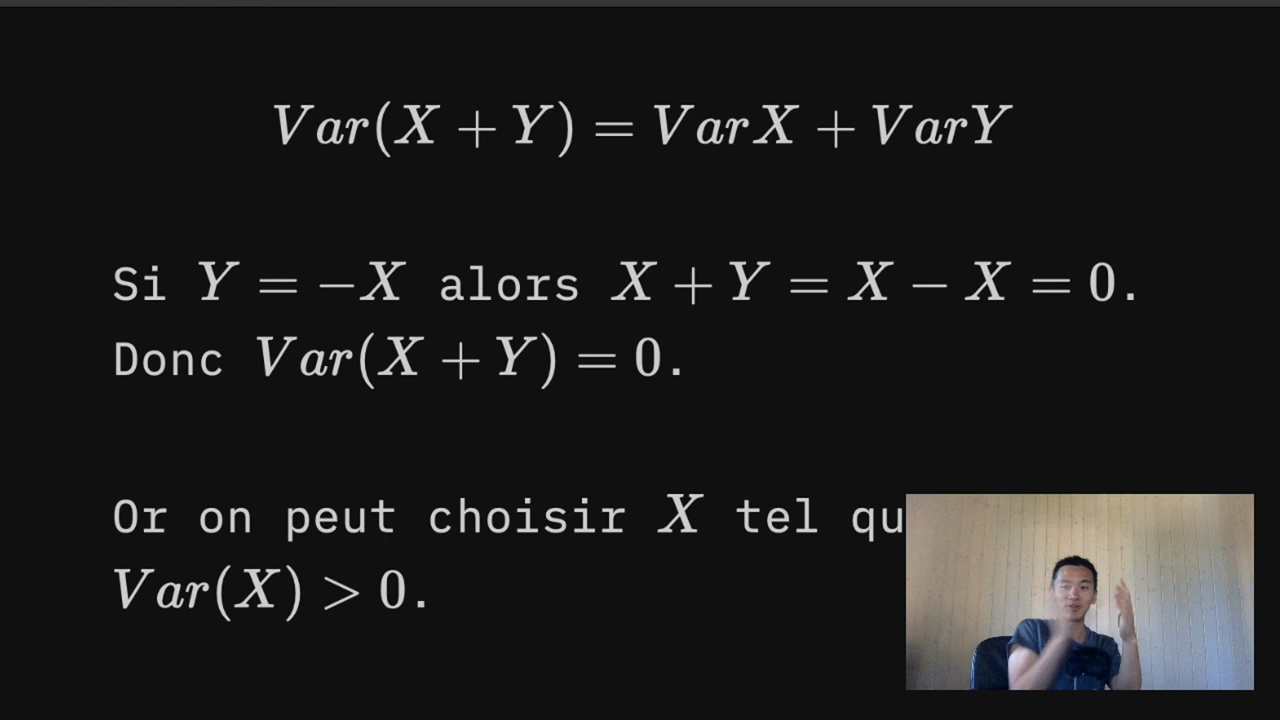 Var(X + Y) = VarX + VarY
Si Y = −X alors X + Y = X − X = 0.
Donc Var(X + Y) = 0.
Or on peut choisir X tel qu
Var(X) > 0.